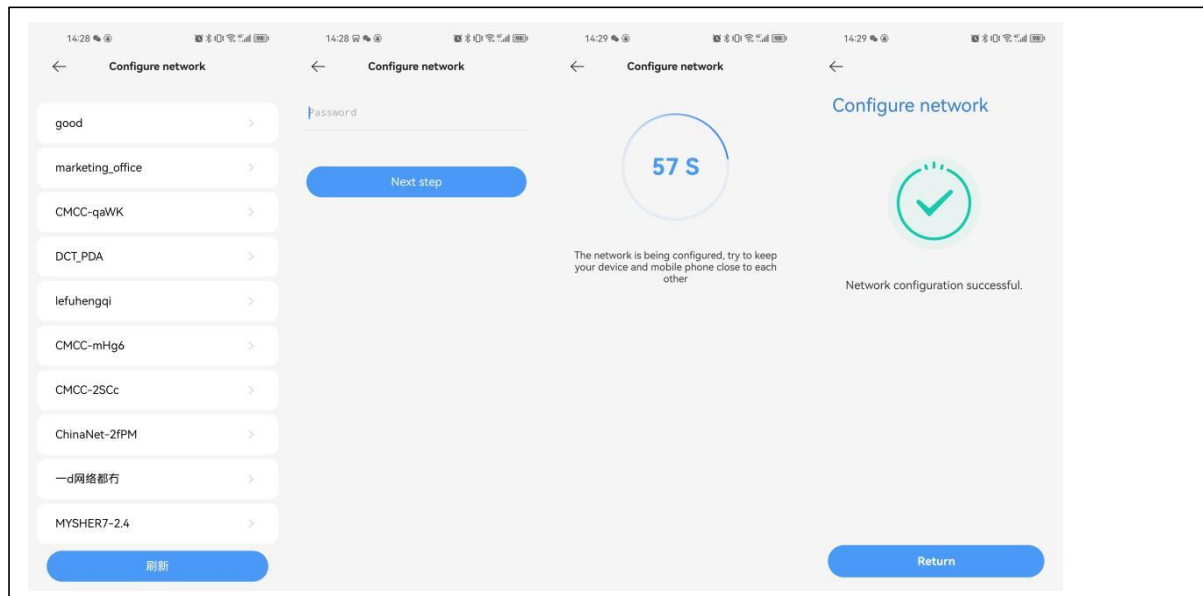 14:28
Configure network
good
marketing_office
CMCC-qaWK
DCT_PDA
lefuhengqi
CMCC-mHg6
CMCC-2SCc
ChinaNet-2fPM
一d网络都冇
MYSHER7-2.4
刷新
14:28
Configure network
Password
Next step
14:29
Configure network
57 S
The network is being configured, try to keep
your device and mobile phone close to each
other
14:29
Configure network
Network configuration successful.
Return